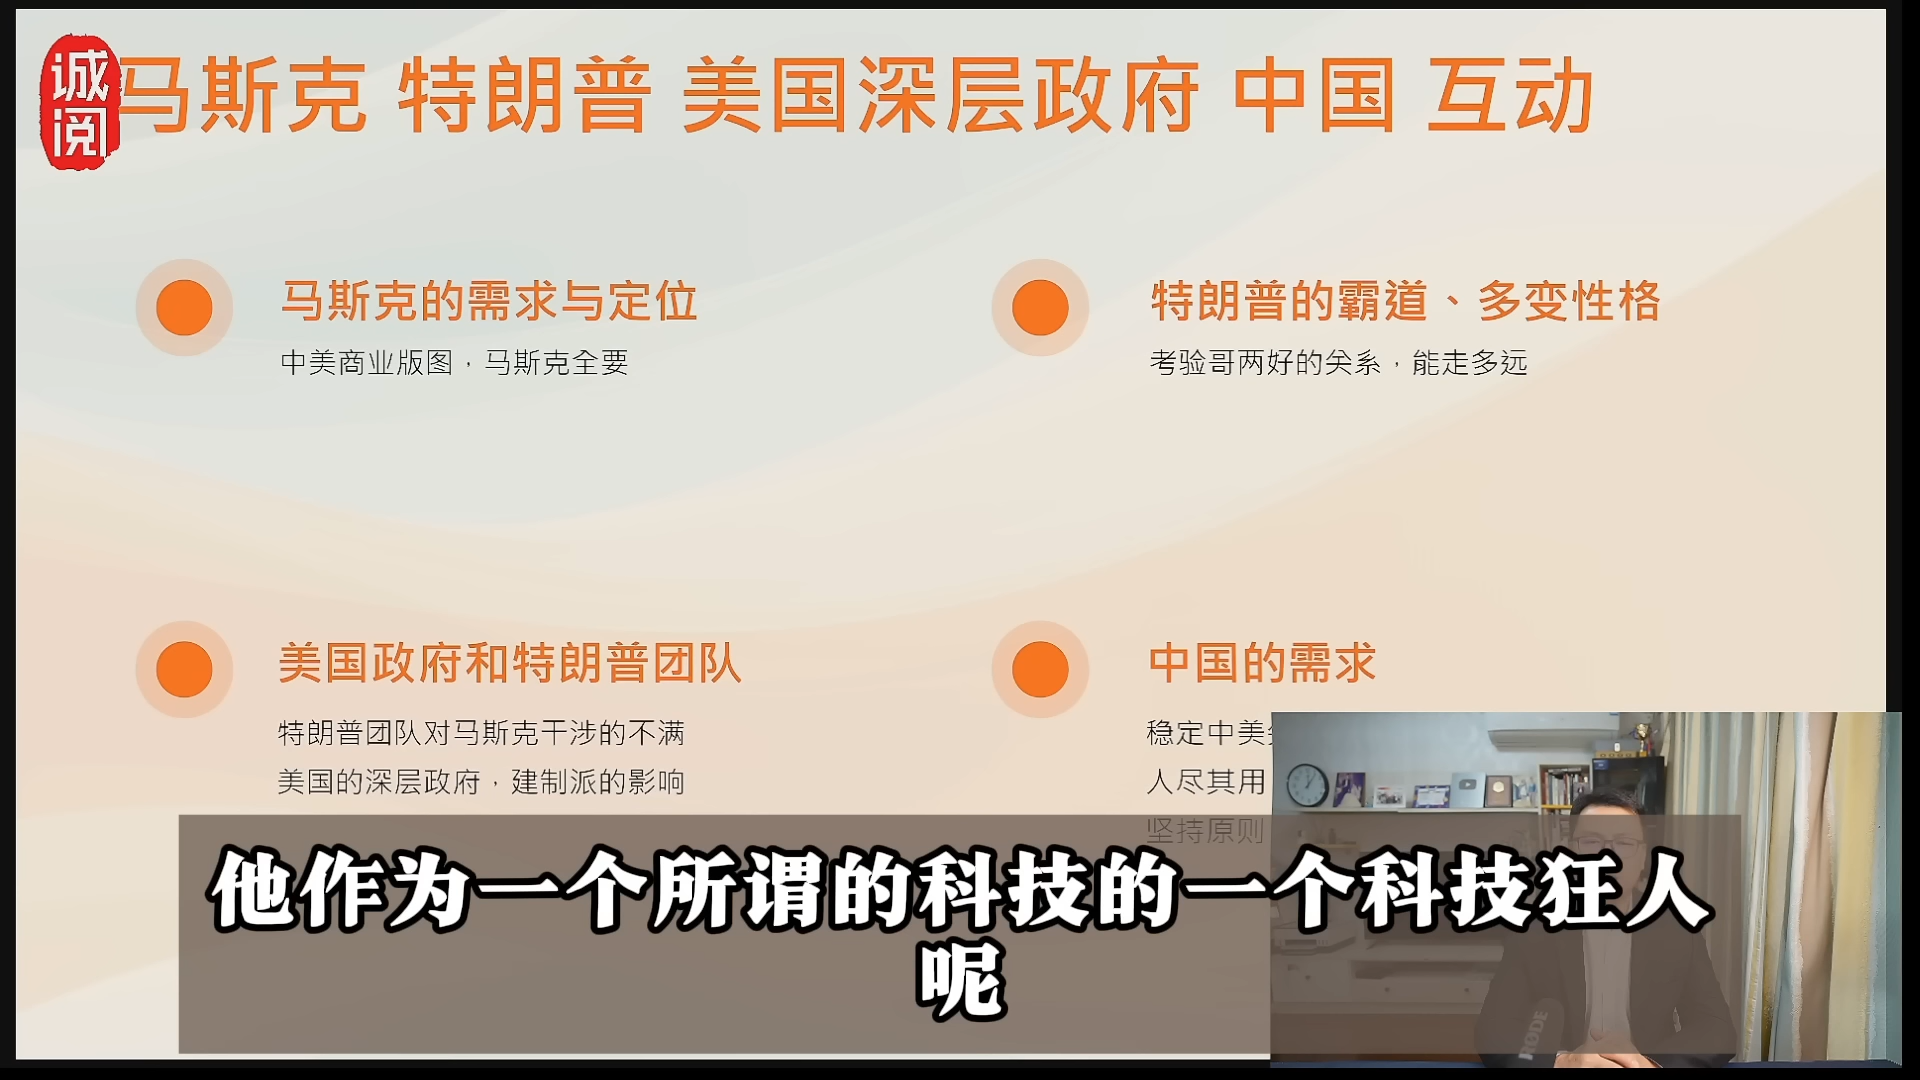 诚阅
马斯克 特朗普 美国深层政府 中国 互动
马斯克的需求与定位
中美商业版图，马斯克全要
特朗普的霸道、多变性格
考验哥两好的关系，能走多远
美国政府和特朗普团队
特朗普团队对马斯克干涉的不满
美国的深层政府，建制派的影响
中国的需求
稳定中美
人尽其用
坚持原则
他作为一个所谓的科技的一个科技狂人
呢
RODE